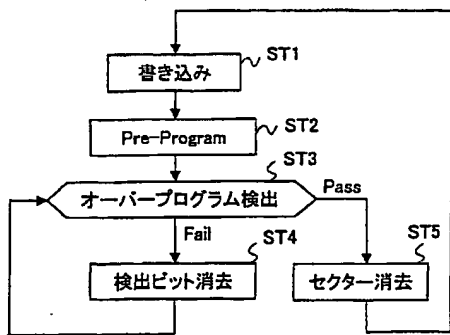 書き込み
ST1
Pre-Program
ST2
ST3
オーバープログラム検出
Pass
Fail
ST4
検出ビット消去
ST5
セクター消去